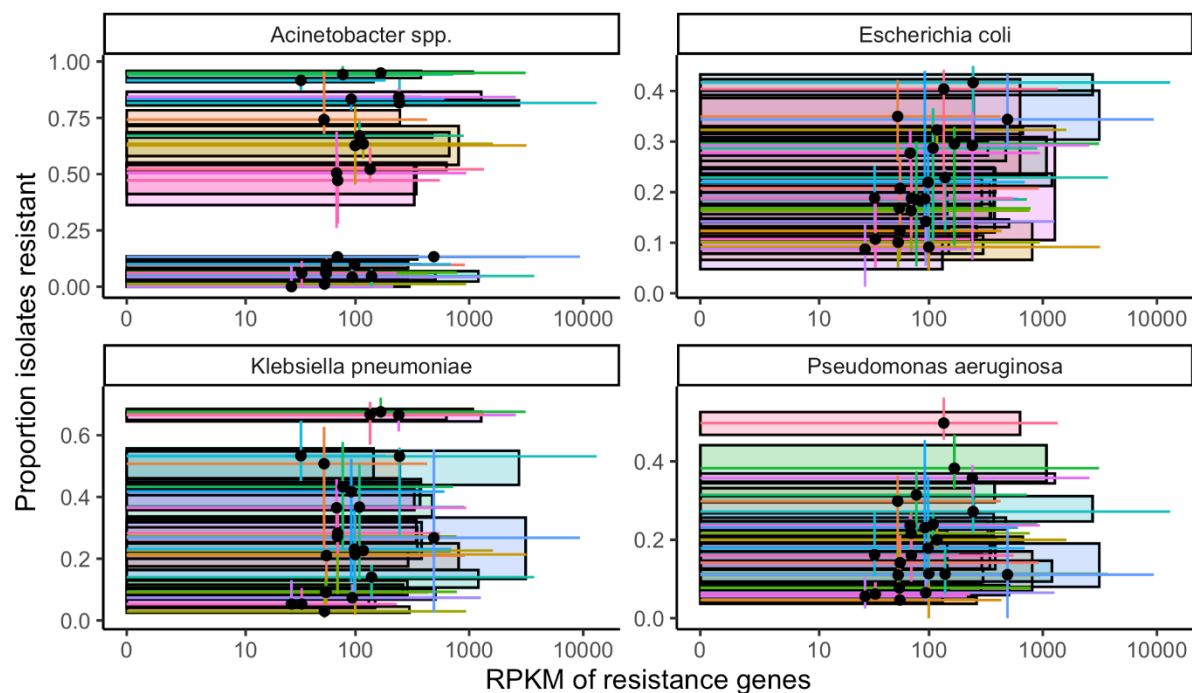 Acinetobacter spp.
Escherichia coli
1.00
0.75
0.50
0.25
0.00
0.4
0.3
0.2
0.1
0.0
0 10 100 1000 10000
0 10 100 1000 10000
Klebsiella pneumoniae
Pseudomonas aeruginosa
0.6
0.4
0.2
0.0
0.4
0.2
0.0
0 10 100 1000 10000
0 10 100 1000 10000
Proportion isolates resistant
RPKM of resistance genes